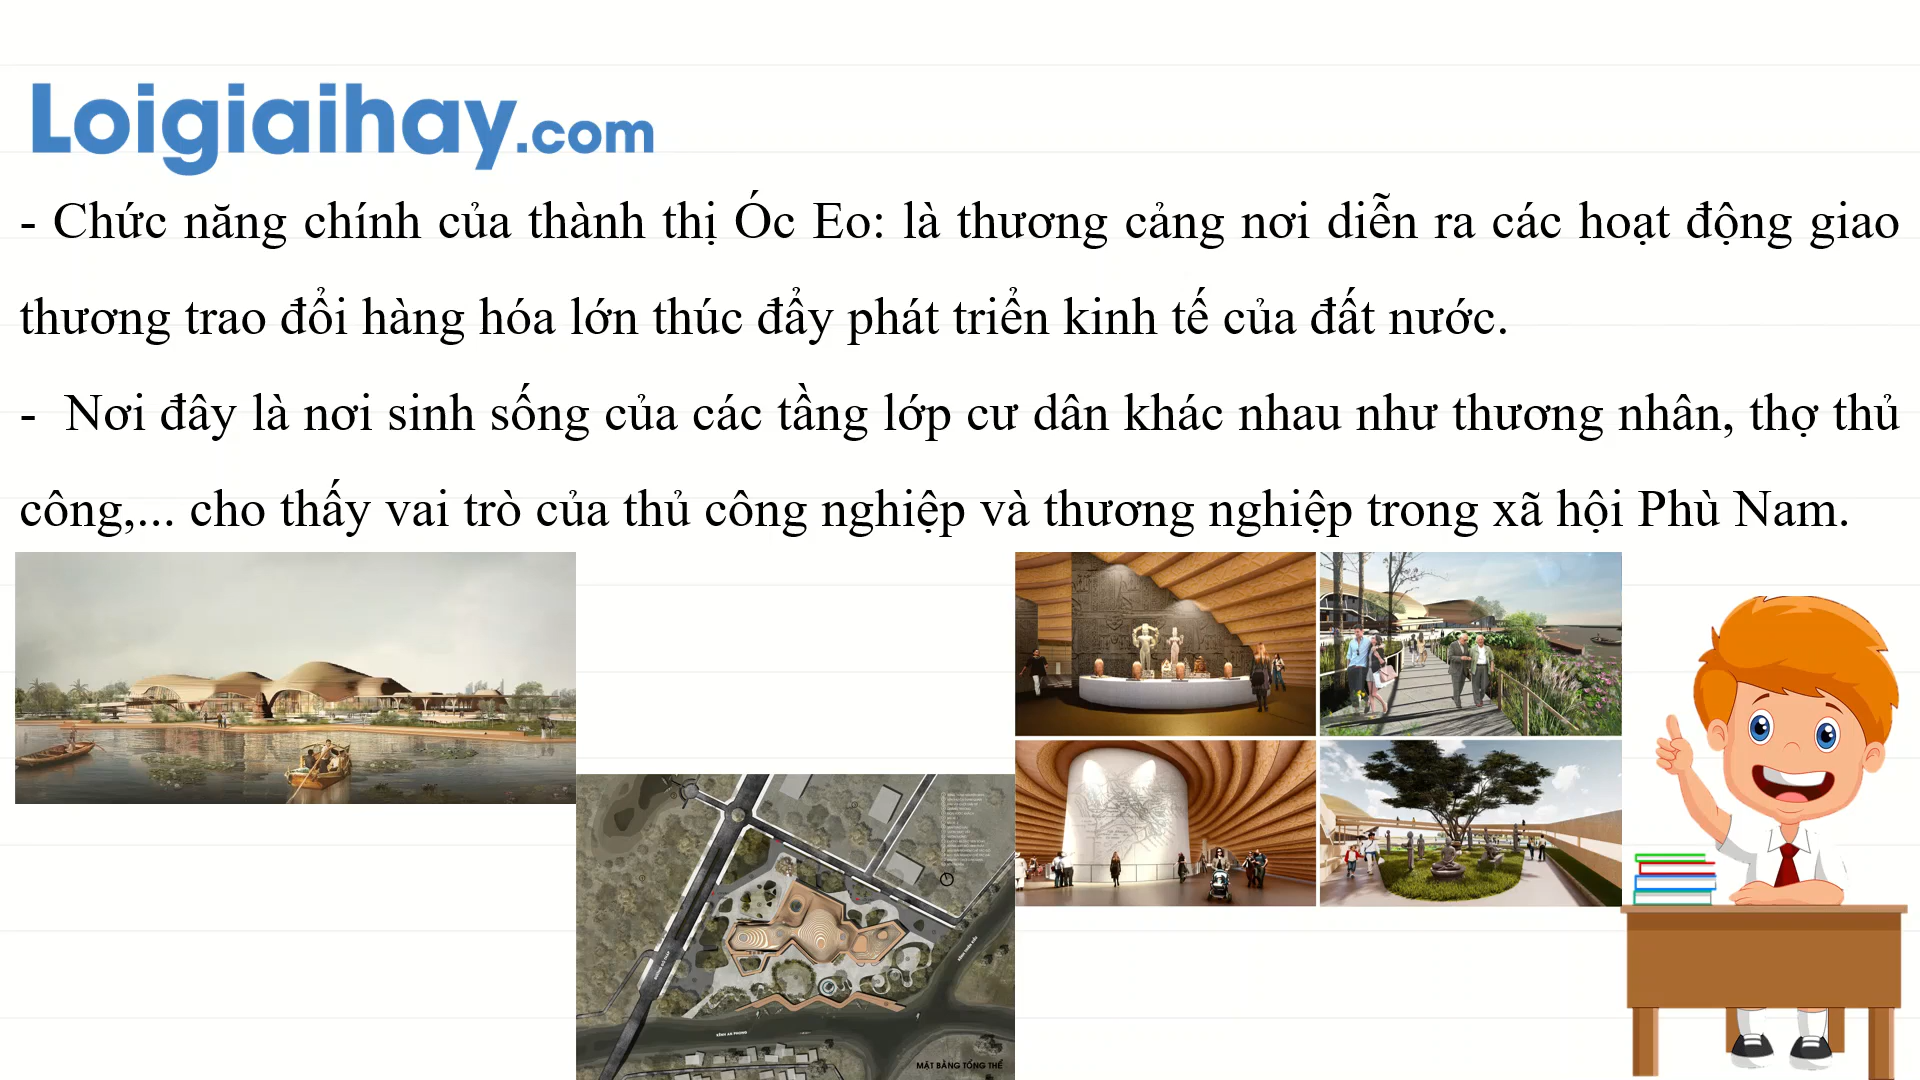 Loigiaihay.com
- Chức năng chính của thành thị Óc Eo: là thương cảng nơi diễn ra các hoạt động giao
thương trao đổi hàng hóa lớn thúc đẩy phát triển kinh tế của đất nước.
- Nơi đây là nơi sinh sống của các tầng lớp cư dân khác nhau như thương nhân, thợ thủ
công,... cho thấy vai trò của thủ công nghiệp và thương nghiệp trong xã hội Phù Nam.
MẶT BẰNG TỔNG THỂ